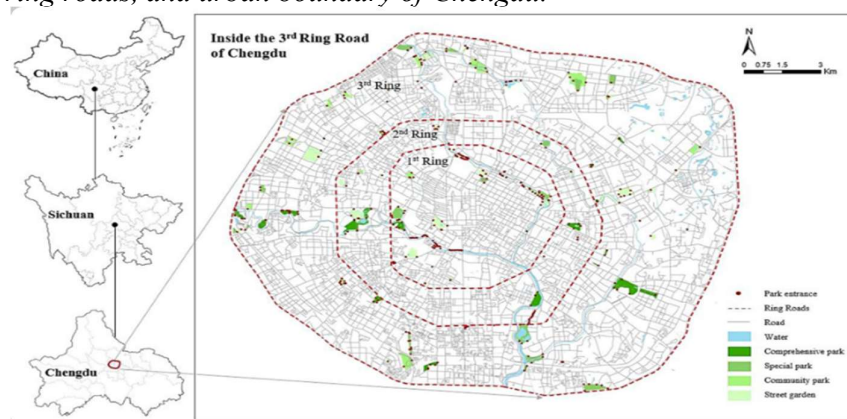 ring roads, and urban boundary of Chengdu.
China
Sichuan
Chengdu
Inside the 3rd Ring Road
of Chengdu
3rd Ring
2nd Ring
1st Ring
N
0 0.75 1.5 3
Km
Park entrance
Ring Roads
Road
Water
Comprehensive park
Special park
Community park
Street garden